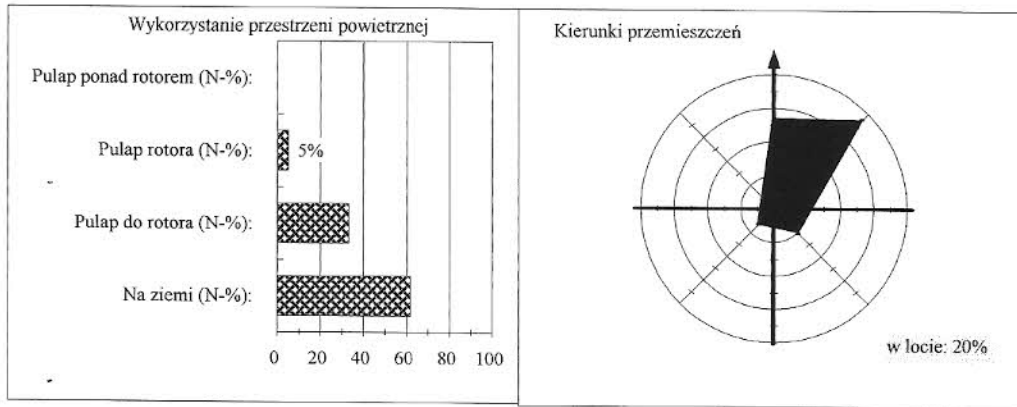 Wykorzystanie przestrzeni powietrznej
Pulap ponad rotorem (N-%):
Pulap rotora (N-%):
5%
Pulap do rotora (N-%):
Na ziemi (N-%):
0 20 40 60 80 100
Kierunki przemieszczeń
w locie: 20%